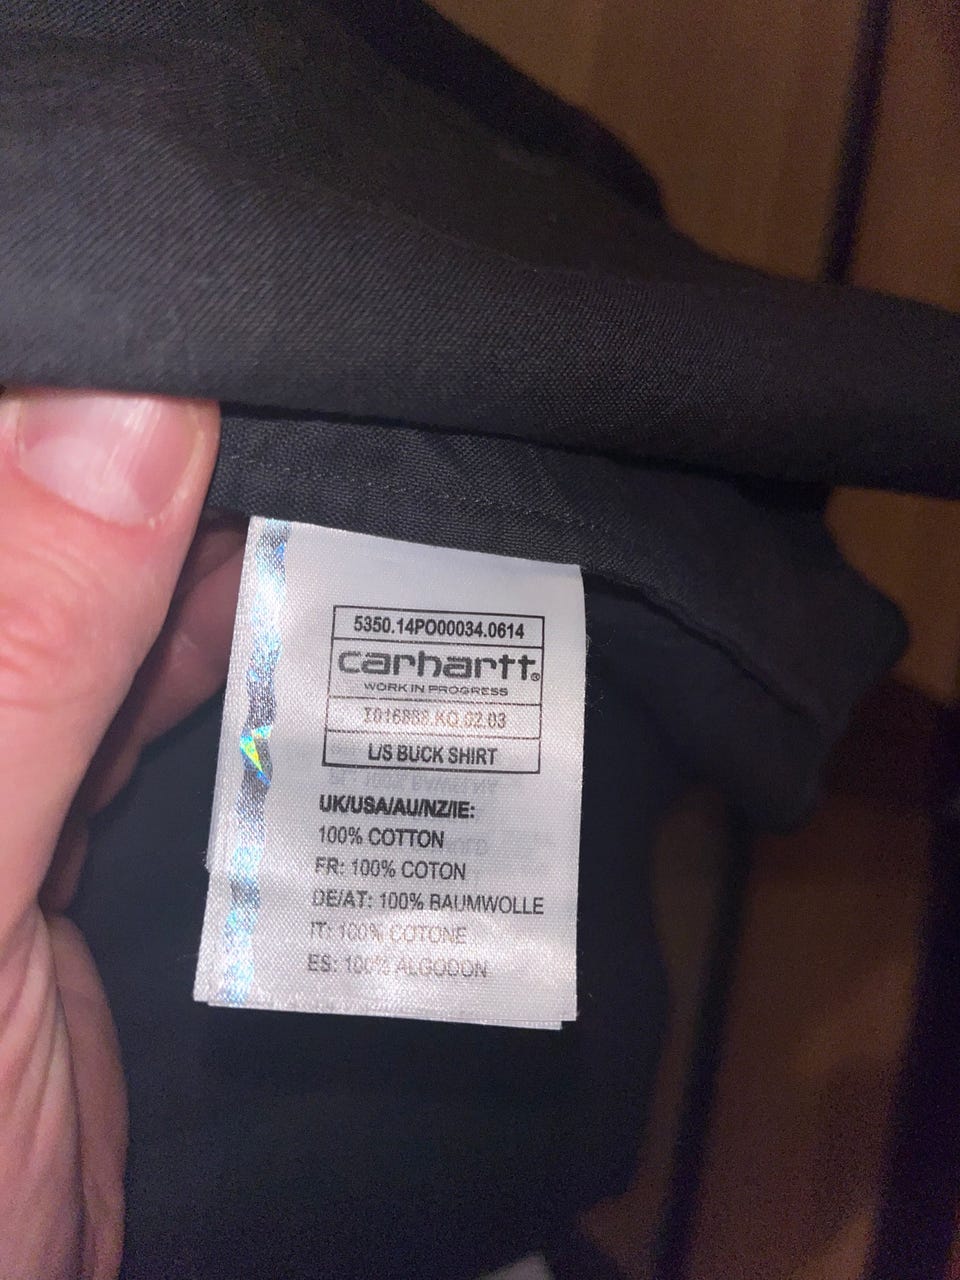 5350.14PO00034.0614
carhartt®
WORK IN PROGRESS
I016888.KQ.02.03
L/S BUCK SHIRT
UK/USA/AU/NZ/IE:
100% COTTON
FR: 100% COTON
DE/AT: 100% BAUMWOLLE
IT: 100% COTONE
ES: 100% ALGODON